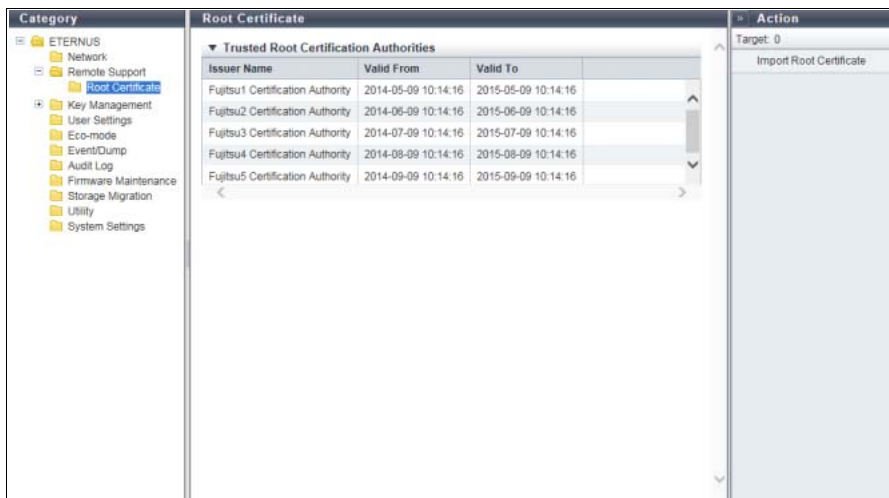 Category
ETERNUS
Network
Remote Support
Root Certificate
Key Management
User Settings
Eco-mode
Event/Dump
Audit Log
Firmware Maintenance
Storage Migration
Utility
System Settings
Root Certificate
▼ Trusted Root Certification Authorities
Issuer Name Valid From Valid To
Fujitsu1 Certification Authority 2014-05-09 10:14:16 2015-05-09 10:14:16
Fujitsu2 Certification Authority 2014-06-09 10:14:16 2015-06-09 10:14:16
Fujitsu3 Certification Authority 2014-07-09 10:14:16 2015-07-09 10:14:16
Fujitsu4 Certification Authority 2014-08-09 10:14:16 2015-08-09 10:14:16
Fujitsu5 Certification Authority 2014-09-09 10:14:16 2015-09-09 10:14:16
» Action
Target: 0
Import Root Certificate